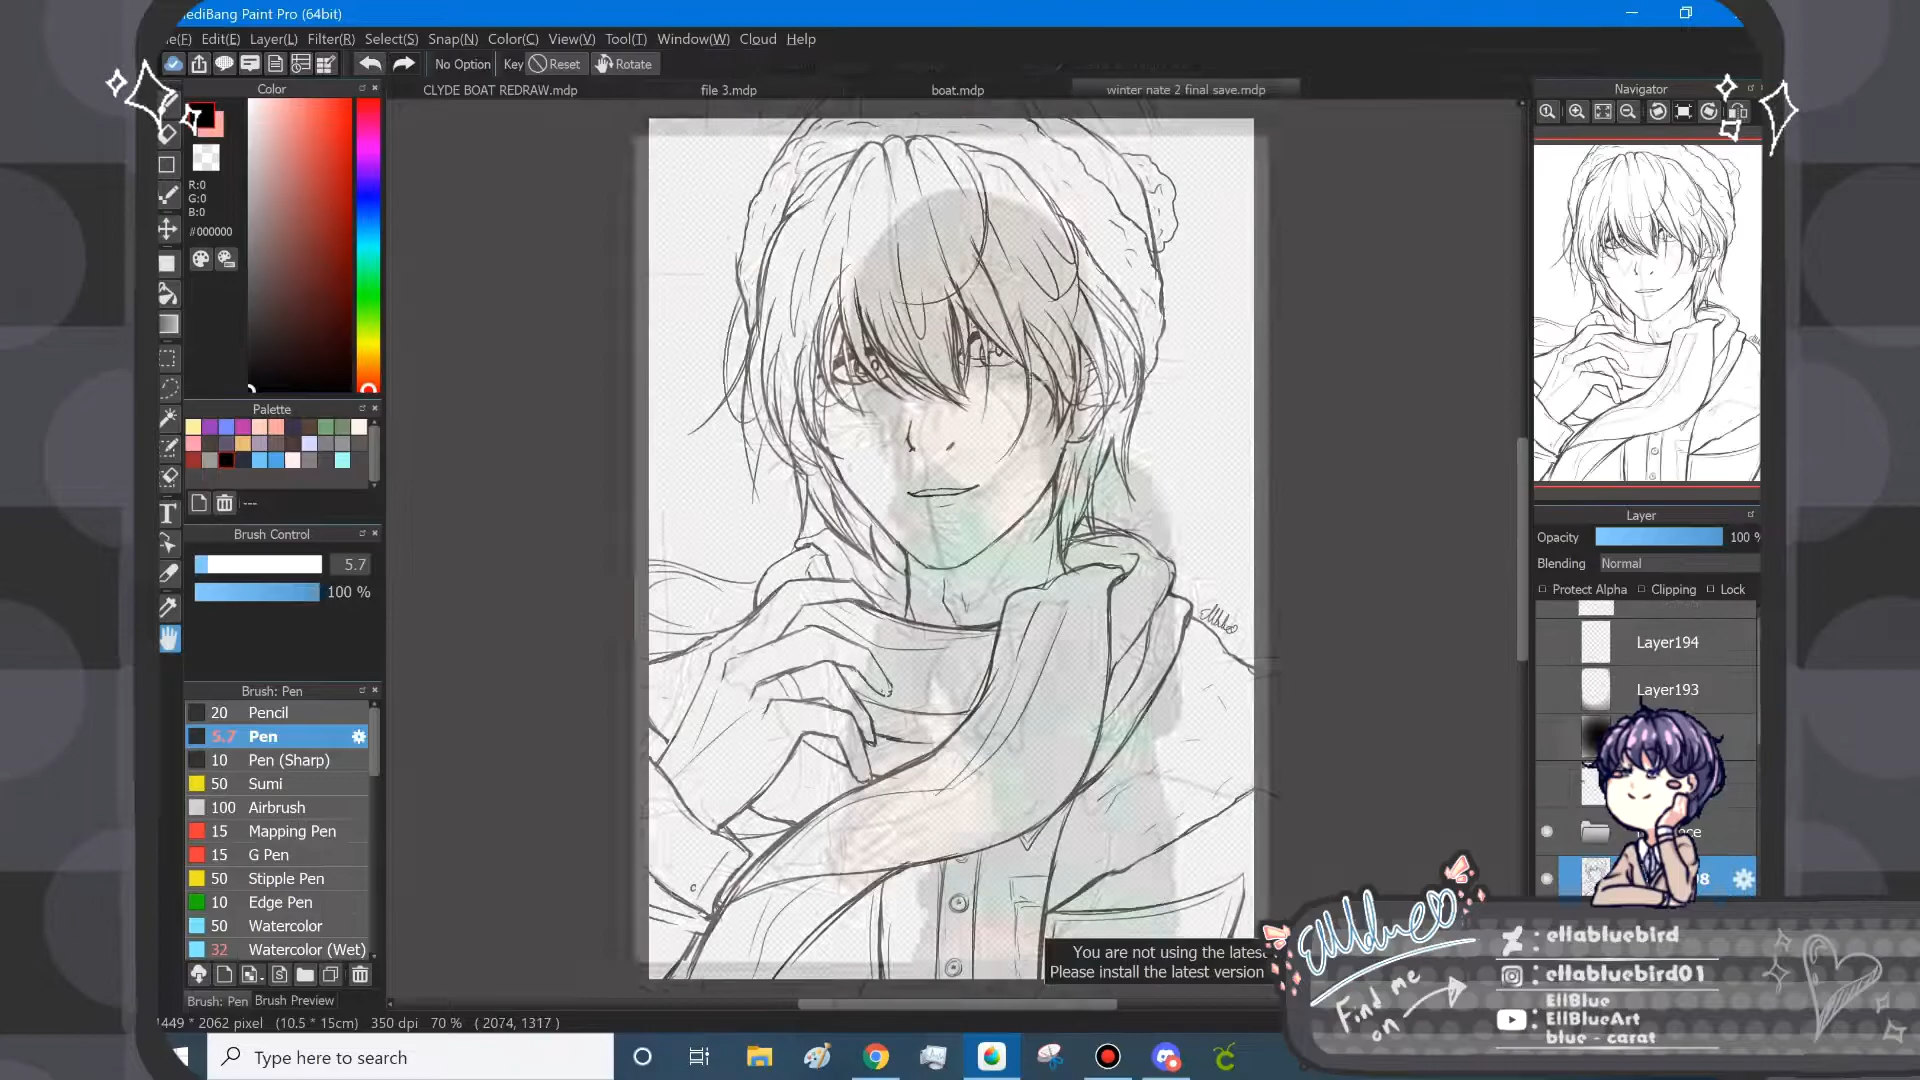 ediBang Paint Pro (64bit)
e(F) Edit(E) Layer(L) Filter(R) Select(S) Snap(N) Color(C) View(V) Tool(T) Window(W) Cloud Help
No Option Key Reset Rotate
Color
CLYDE BOAT REDRAW.mdp file 3.mdp boat.mdp winter nate 2 final save.mdp
Navigator
R:0
G:0
B:0
#000000
Palette
---
Brush Control
5.7
100 %
Brush: Pen
20 Pencil
5.7 Pen
10 Pen (Sharp)
50 Sumi
100 Airbrush
15 Mapping Pen
15 G Pen
50 Stipple Pen
10 Edge Pen
50 Watercolor
32 Watercolor (Wet)
Brush: Pen Brush Preview
Layer
Opacity 100 %
Blending Normal
Protect Alpha Clipping Lock
Layer194
Layer193
You are not using the latest
Please install the latest version
Find me
on
: ellabluebird
: ellabluebird01
: EllBlue
EllBlueArt
blue - carat
1449 * 2062 pixel (10.5 * 15cm) 350 dpi 70 % ( 2074, 1317 )
Type here to search